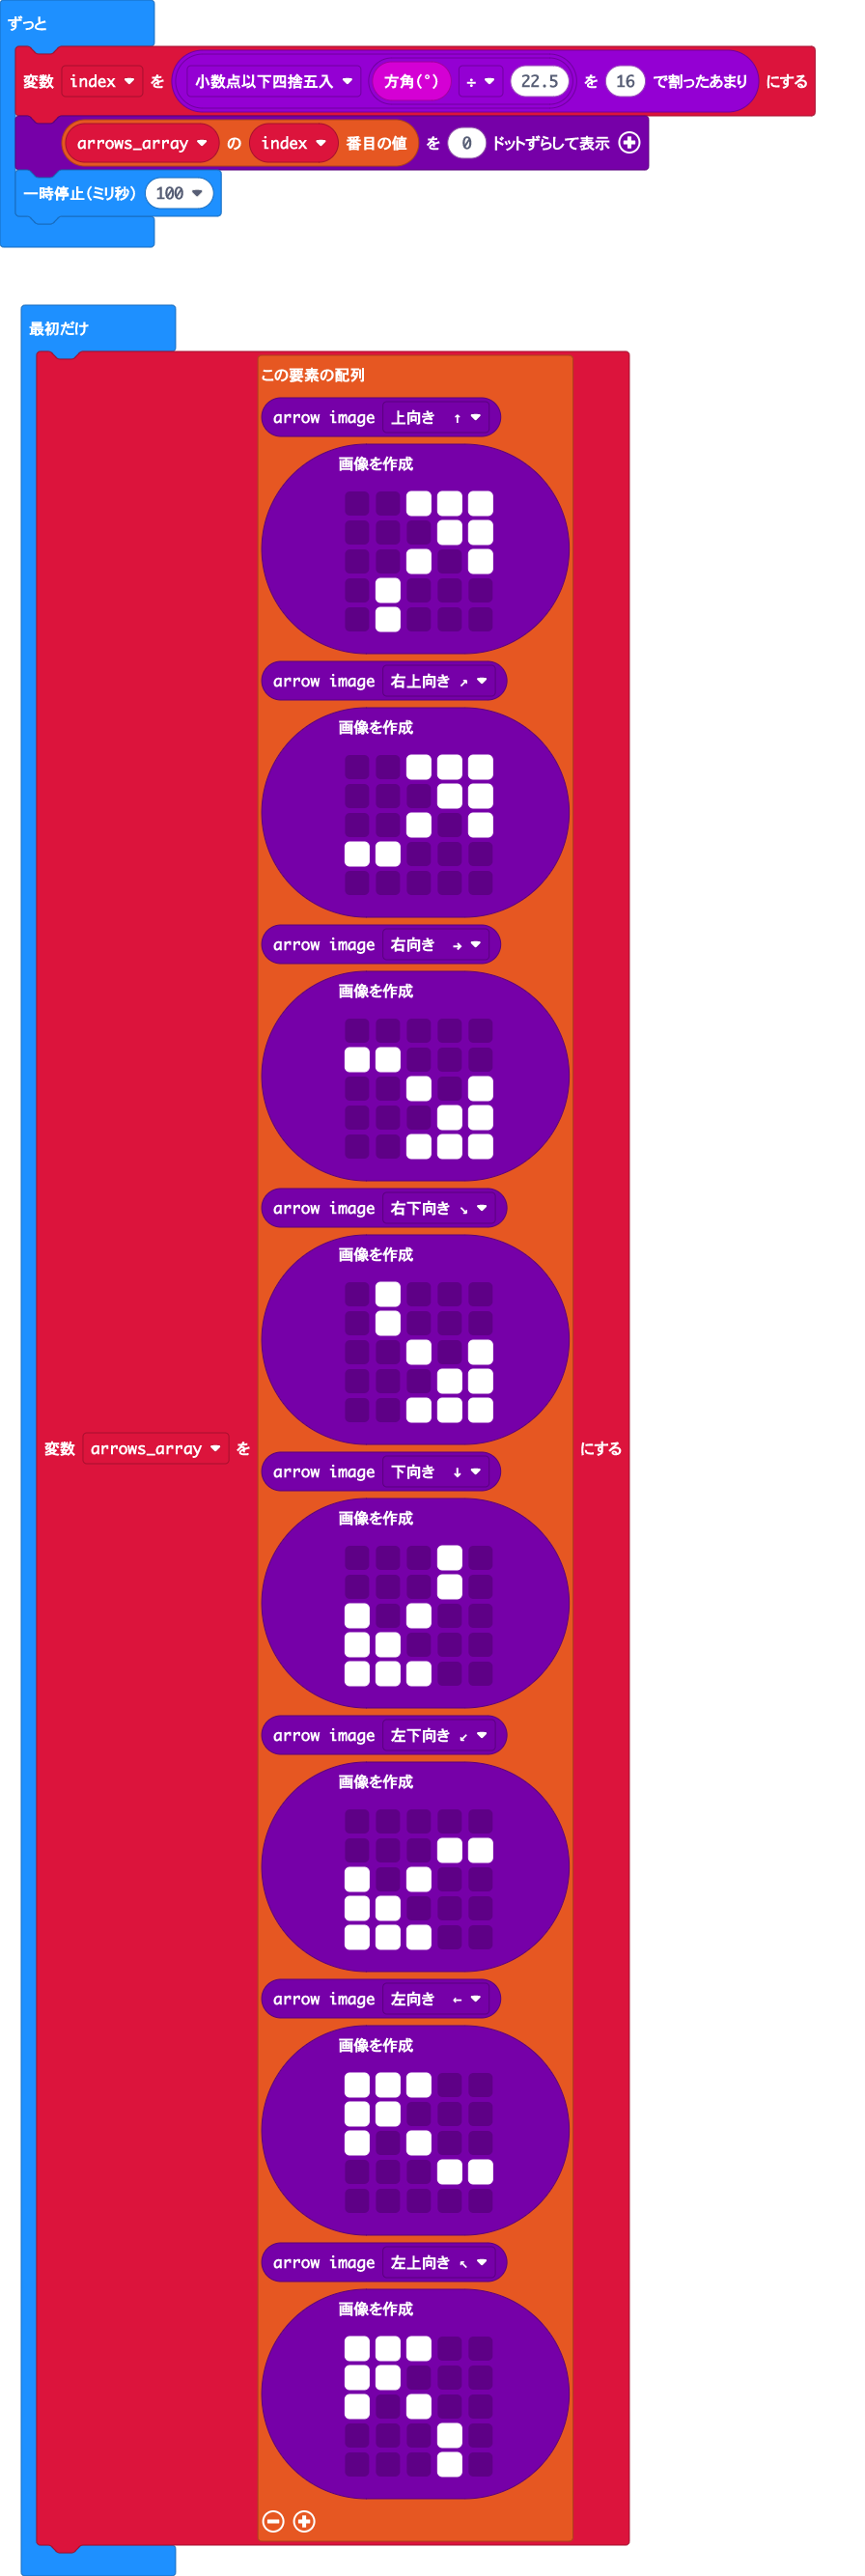 ずっと
変数 index を 小数点以下四捨五入 方角(°) ÷ 22.5 を 16 で割ったあまり にする
arrows_array の index 番目の値 を 0 ドットずらして表示
一時停止(ミリ秒) 100
最初だけ
この要素の配列
arrow image 上向き ↑
画像を作成
arrow image 右上向き ↗
画像を作成
arrow image 右向き →
画像を作成
arrow image 右下向き ↘
画像を作成
変数 arrows_array を にする
arrow image 下向き ↓
画像を作成
arrow image 左下向き ↙
画像を作成
arrow image 左向き ←
画像を作成
arrow image 左上向き ↖
画像を作成